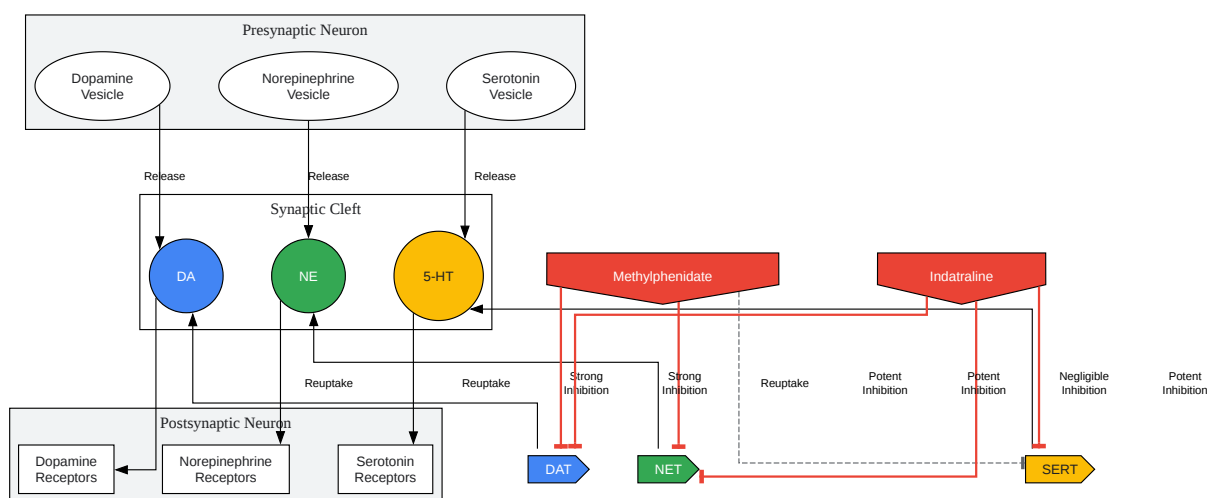 Presynaptic Neuron
Dopamine
Vesicle
Norepinephrine
Vesicle
Serotonin
Vesicle
Release
Release
Release
Synaptic Cleft
DA
NE
5-HT
Methylphenidate
Indatraline
Reuptake
Reuptake
Strong
Inhibition
Strong
Inhibition
Reuptake
Potent
Inhibition
Potent
Inhibition
Negligible
Inhibition
Potent
Inhibition
Postsynaptic Neuron
Dopamine
Receptors
Norepinephrine
Receptors
Serotonin
Receptors
DAT
NET
SERT